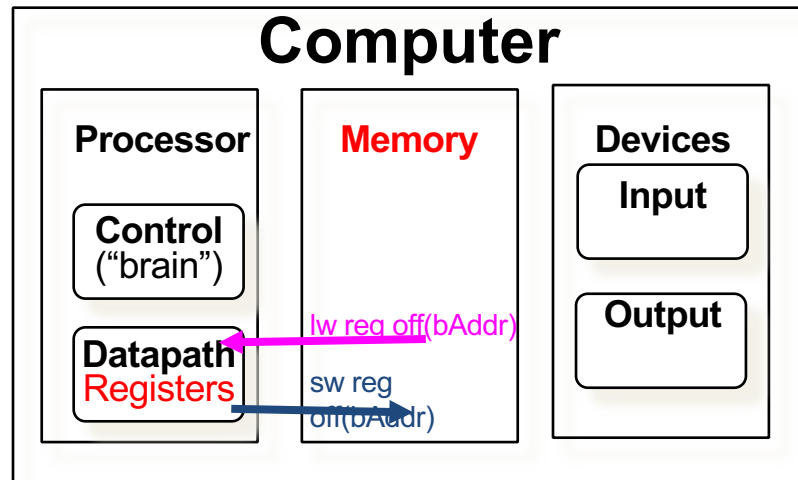 Computer
Processor
Control
(“brain”)
Datapath
Registers
Memory
lw reg off(bAddr)
sw reg
off(bAddr)
Devices
Input
Output